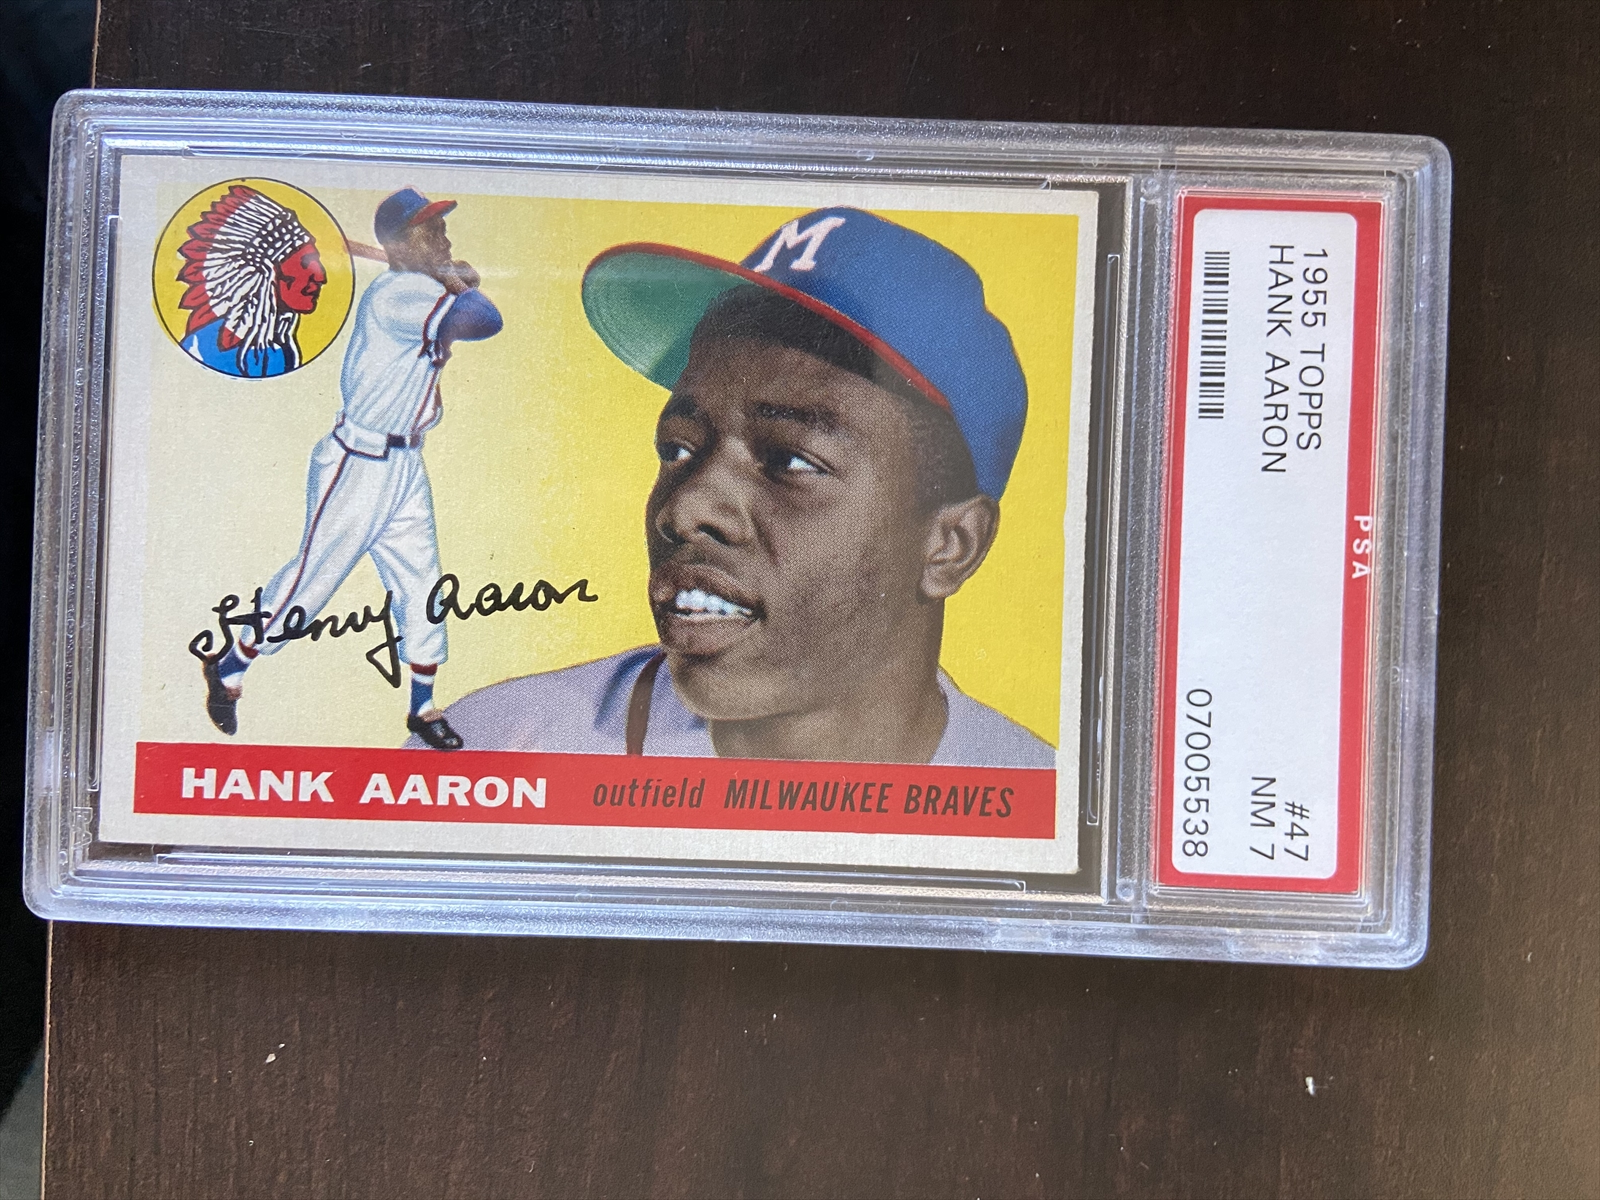 M
Henry Aaron
HANK AARON outfield MILWAUKEE BRAVES
PSA
1955 TOPPS #47
HANK AARON NM 7
07005538